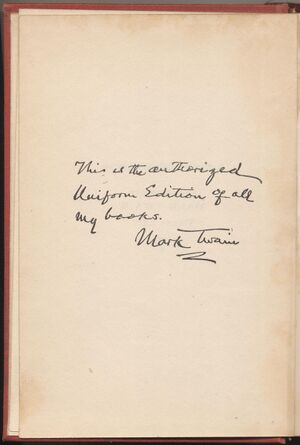 This is the authorized
Uniform Edition of all
my books.
Mark Twain